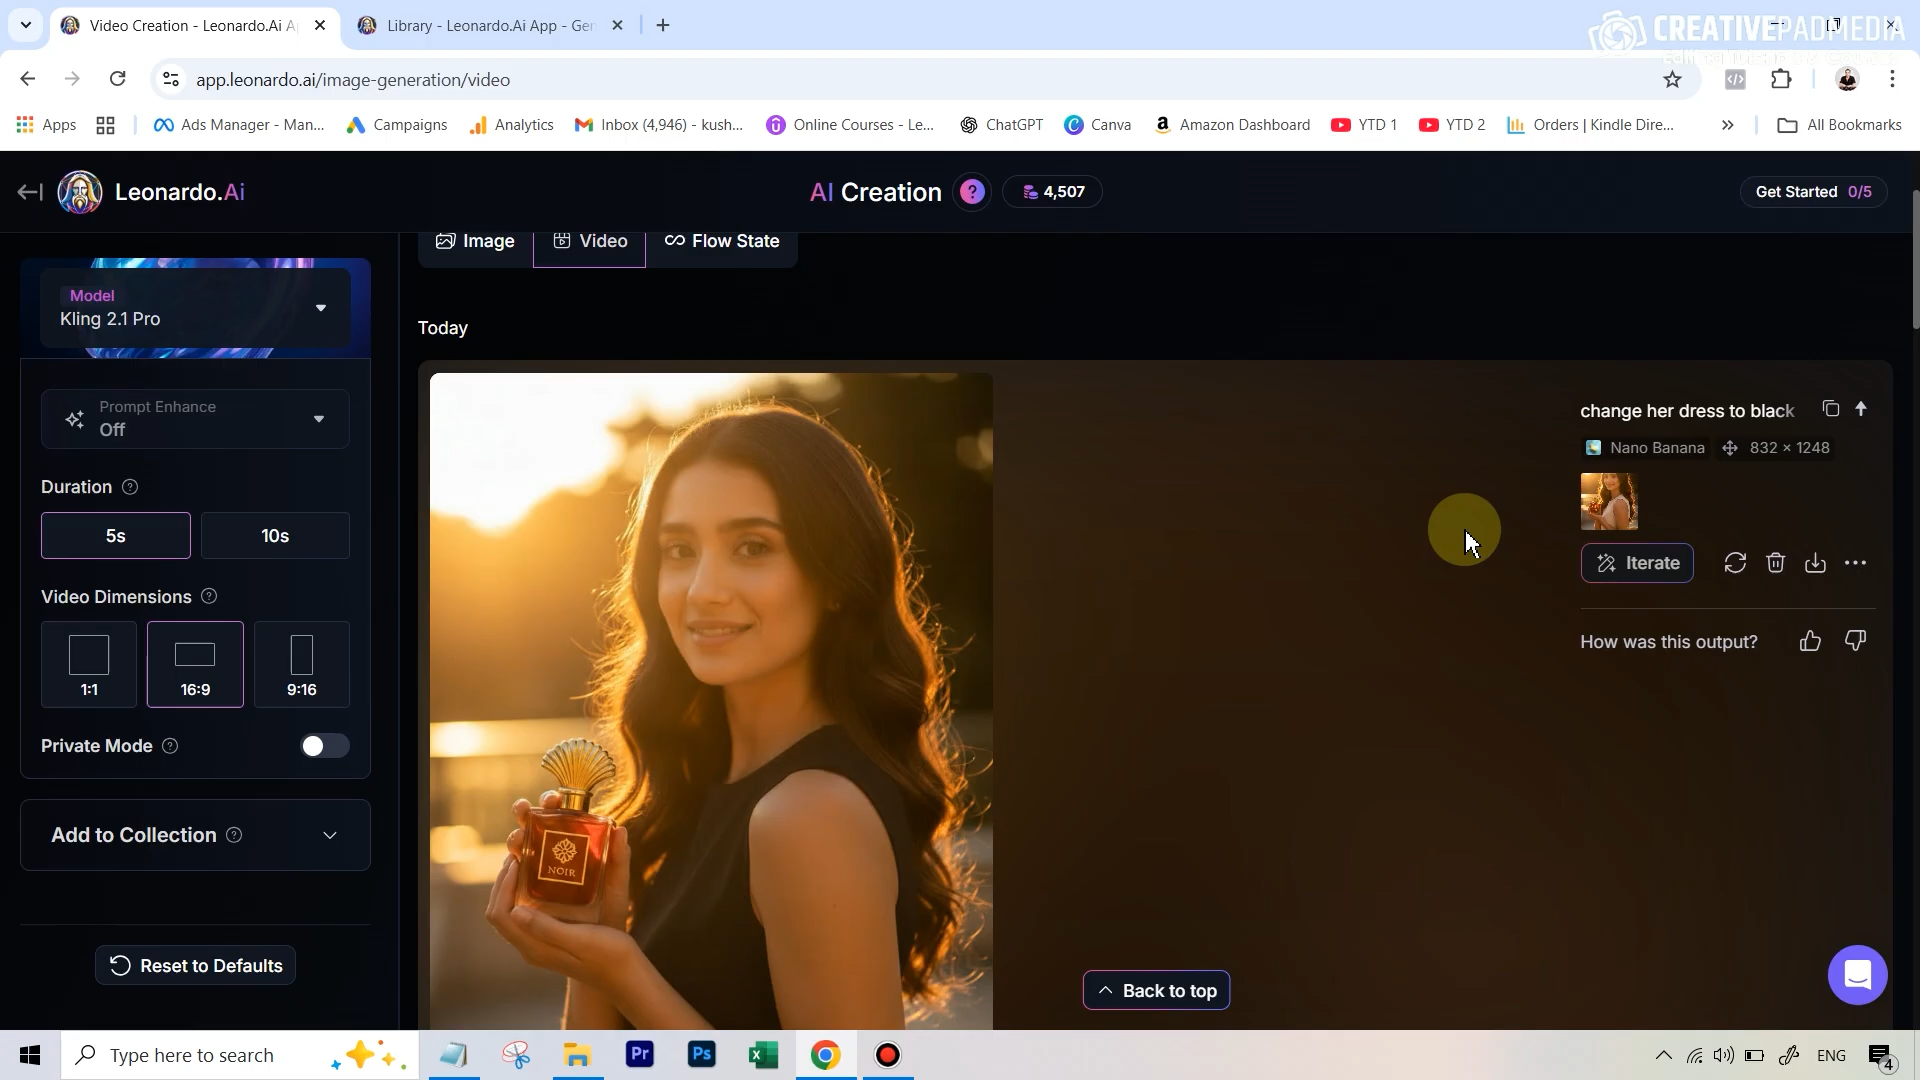 Video Creation - Leonardo.Ai A
Library - Leonardo.Ai App - Gen
CREATIVEPADMEDIA
app.leonardo.ai/image-generation/video
Apps
Ads Manager - Man...
Campaigns
Analytics
Inbox (4,946) - kush...
Online Courses - Le...
ChatGPT
Canva
Amazon Dashboard
YTD 1
YTD 2
Orders | Kindle Dire...
All Bookmarks
Leonardo.Ai
AI Creation
4,507
Get Started 0/5
Image
Video
Flow State
Model
Kling 2.1 Pro
Prompt Enhance
Off
Duration
5s
10s
Video Dimensions
1:1
16:9
9:16
Private Mode
Add to Collection
Reset to Defaults
Today
NOIR
change her dress to black
Nano Banana
832 × 1248
Iterate
How was this output?
Back to top
Type here to search
Pr
Ps
ENG
4